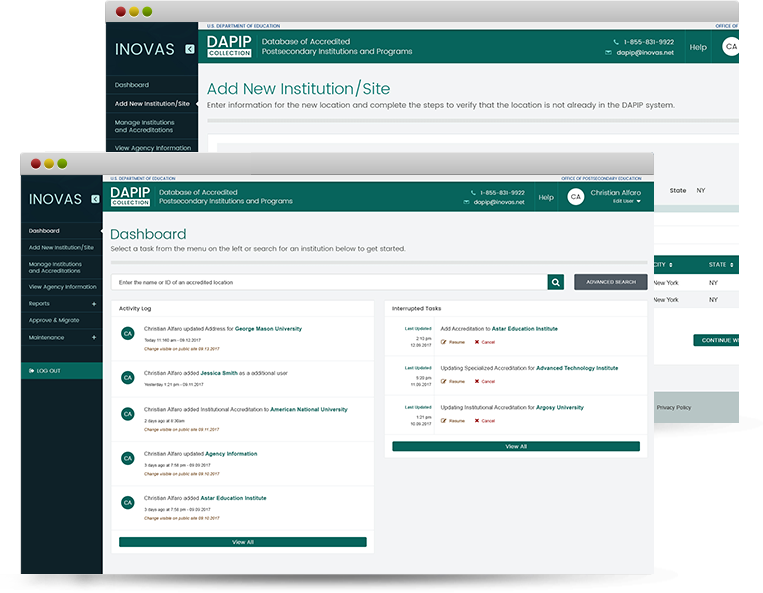 U.S. DEPARTMENT OF EDUCATION
OFFICE OF
INOVAS
DAPIP
COLLECTION
Database of Accredited
Postsecondary Institutions and Programs
1-855-831-9922
dapip@inovas.net
Help
CA
Dashboard
Add New Institution/Site
Manage Institutions
and Accreditations
View Agency Information
Add New Institution/Site
Enter information for the new location and complete the steps to verify that the location is not already in the DAPIP system.
State NY
CITY STATE
New York NY
New York NY
CONTINUE WI
Privacy Policy
U.S. DEPARTMENT OF EDUCATION
OFFICE OF POSTSECONDARY EDUCATION
INOVAS
DAPIP
COLLECTION
Database of Accredited
Postsecondary Institutions and Programs
1-855-831-9922
dapip@inovas.net
Help
CA
Christian Alfaro
Edit User
Dashboard
Add New Institution/Site
Manage Institutions
and Accreditations
View Agency Information
Reports +
Approve & Migrate
Maintenance +
LOG OUT
Dashboard
Select a task from the menu on the left or search for an institution below to get started.
Enter the name or ID of an accredited location
ADVANCED SEARCH
Activity Log
CA
Christian Alfaro updated Address for George Mason University
Today 11:160 am - 09.13.2017
Change visible on public site 09.13.2017
CA
Christian Alfaro added Jessica Smith as a additional user
Yesterday 1:21 pm - 09.11.2017
CA
Christian Alfaro added Institutional Accreditation to American National University
2 days ago at 9:30am
Change visible on public site 09.11.2017
CA
Christian Alfaro updated Agency Information
3 days ago at 7:54 pm - 09.09.2017
Change visible on public site 09.10.2017
CA
Christian Alfaro added Astar Education Institute
3 days ago at 7:54 pm - 09.09.2017
Change visible on public site 09.10.2017
View All
Interrupted Tasks
Last Updated
2:10 pm
12.09.2017
Add Accreditation to Astar Education Institute
Resume Cancel
Last Updated
5:20 pm
11.09.2017
Updating Specialized Accreditation for Advanced Technology Institute
Resume Cancel
Last Updated
1:21 pm
10.09.2017
Updating Institutional Accreditation for Argosy University
Resume Cancel
View All